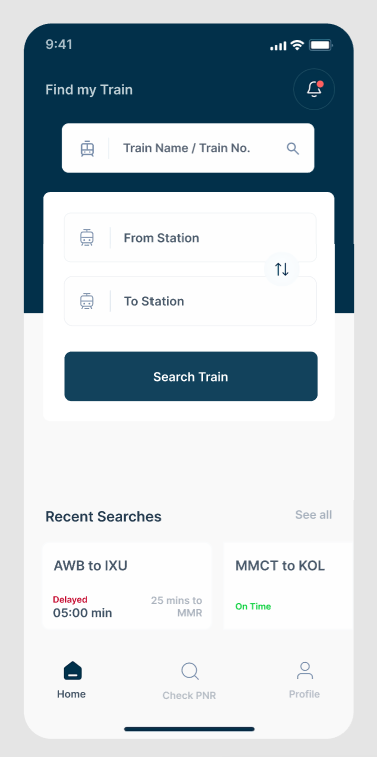 9:41
Find my Train
Train Name / Train No.
From Station
To Station
Search Train
Recent Searches
See all
AWB to IXU
Delayed
05:00 min
25 mins to
MMR
MMCT to KOL
On Time
Home
Check PNR
Profile